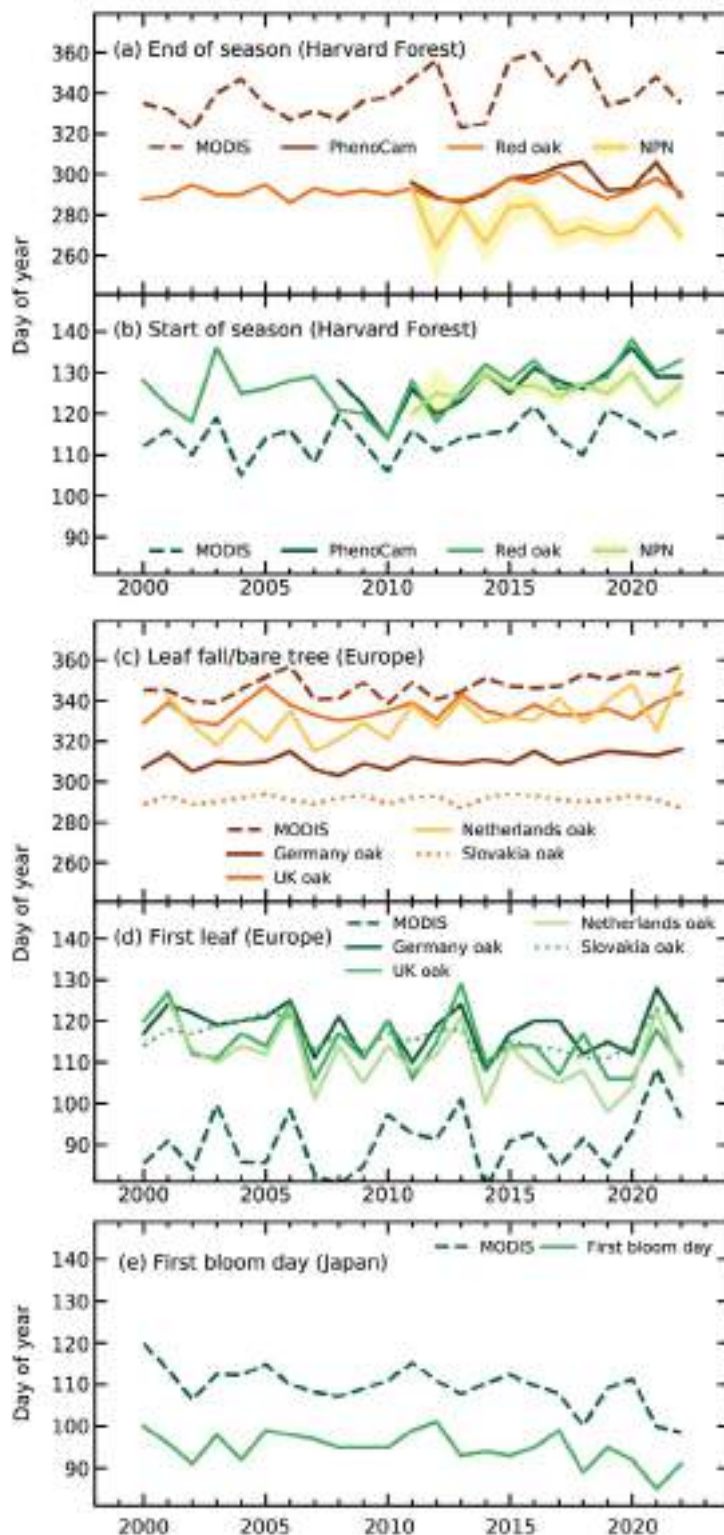 (a) End of season (Harvard Forest)
360
340
320
300
280
260
MODIS PhenoCam Red oak NPN
Day of year
(b) Start of season (Harvard Forest)
140
130
120
110
100
90
MODIS PhenoCam Red oak NPN
2000 2005 2010 2015 2020
(c) Leaf fall/bare tree (Europe)
360
340
320
300
280
260
MODIS Netherlands oak
Germany oak Slovakia oak
UK oak
Day of year
(d) First leaf (Europe)
MODIS Netherlands oak
Germany oak Slovakia oak
UK oak
140
130
120
110
100
90
2000 2005 2010 2015 2020
(e) First bloom day (Japan)
MODIS First bloom day
140
130
120
110
100
90
Day of year
2000 2005 2010 2015 2020